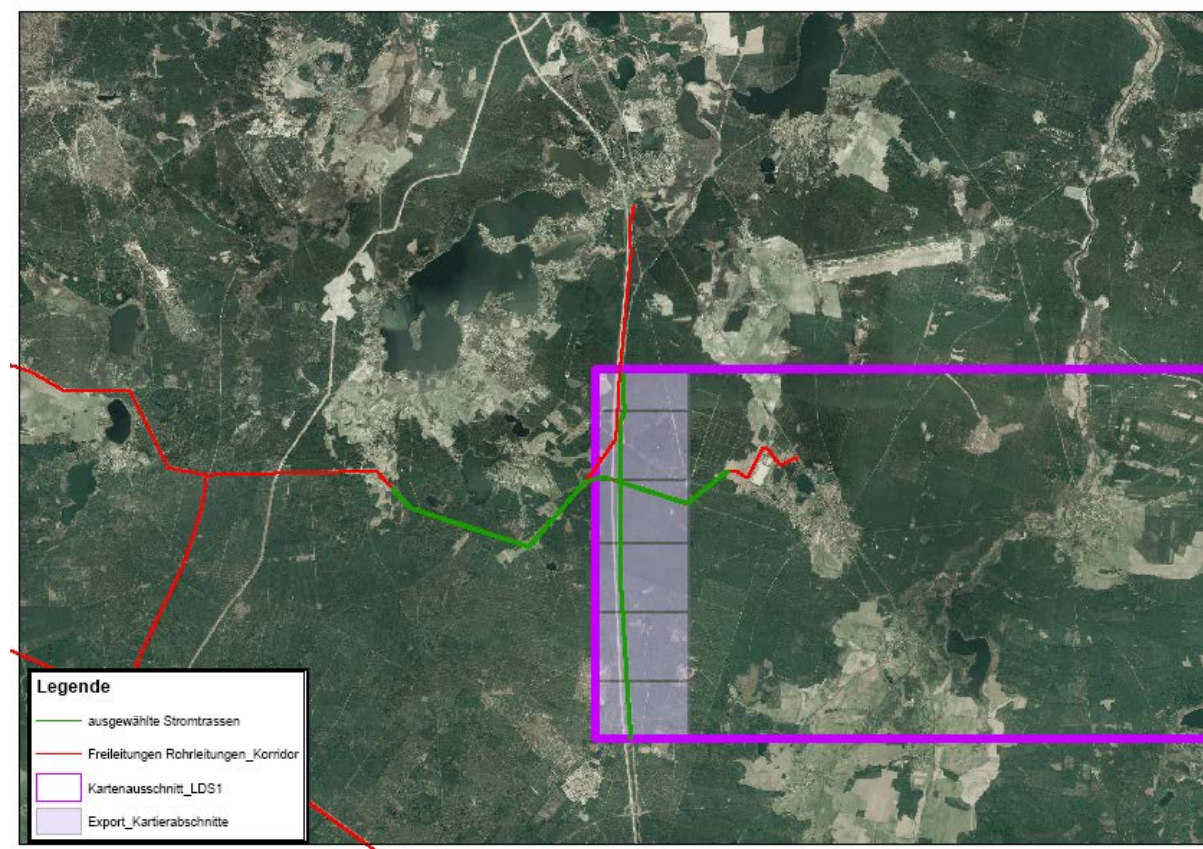 Legende
ausgewählte Stromtrassen
Freileitungen Rohrleitungen_Korridor
Kartenausschnitt_LDS1
Export_Kartierabschnitte